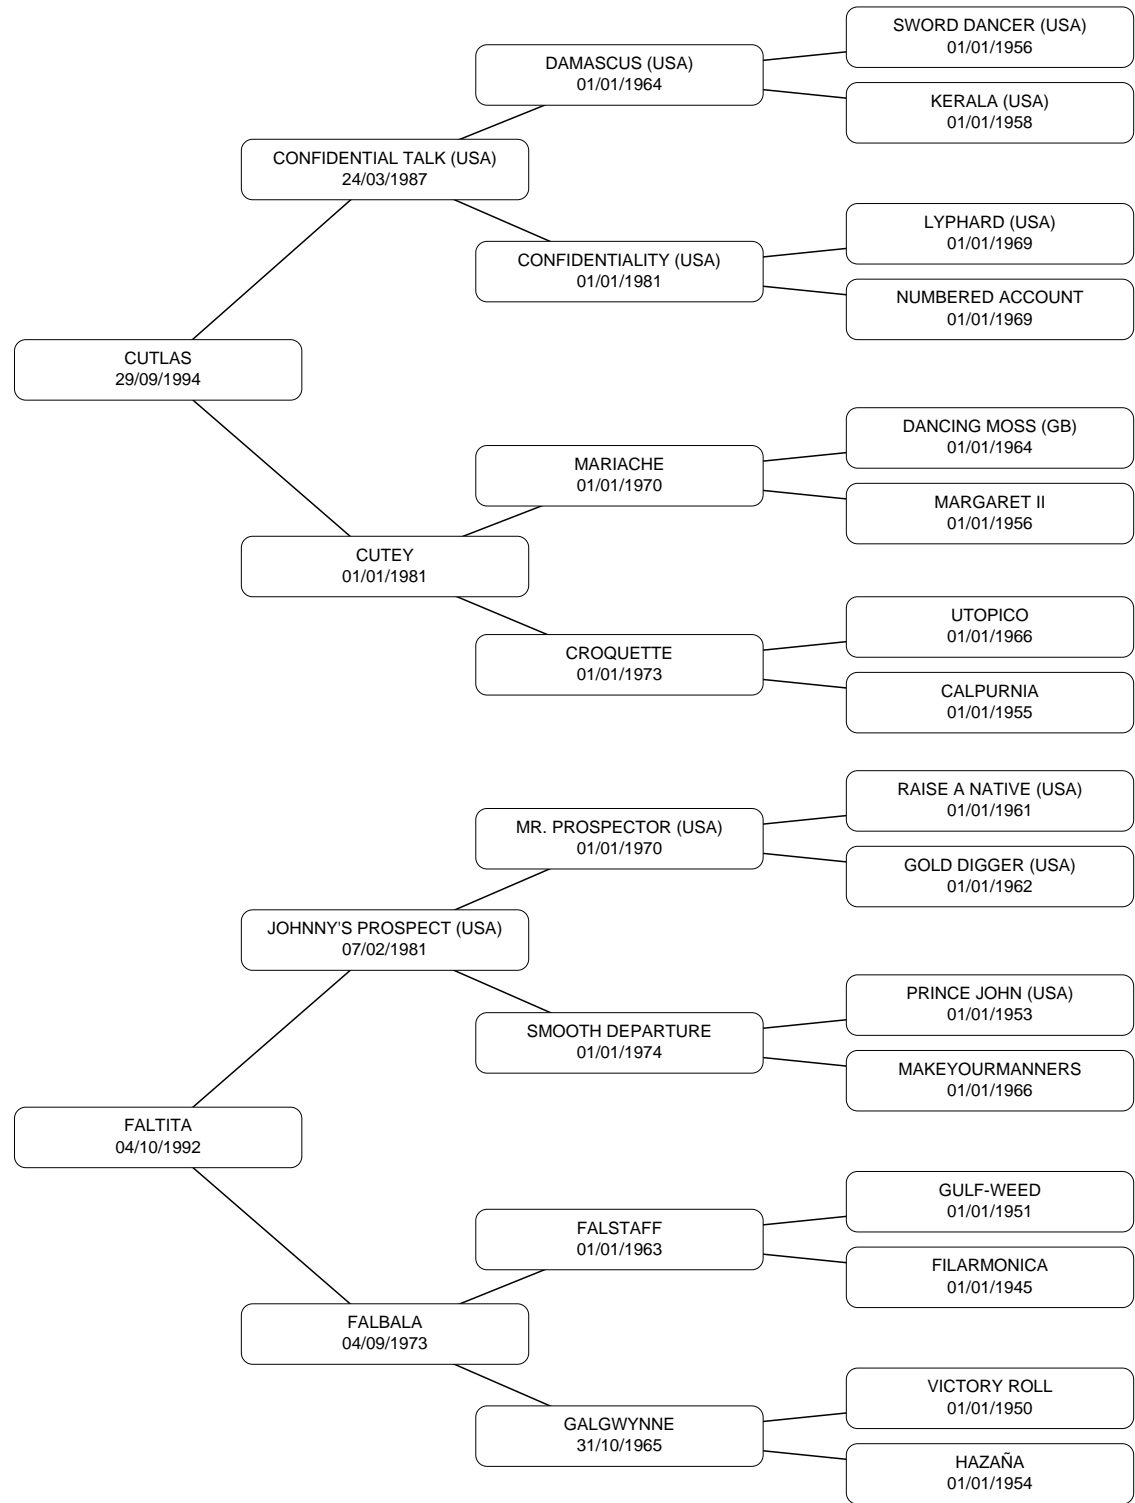 SWORD DANCER (USA)
01/01/1956
DAMASCUS (USA)
01/01/1964
KERALA (USA)
01/01/1958
CONFIDENTIAL TALK (USA)
24/03/1987
LYPHARD (USA)
01/01/1969
CONFIDENTIALITY (USA)
01/01/1981
NUMBERED ACCOUNT
01/01/1969
CUTLAS
29/09/1994
DANCING MOSS (GB)
01/01/1964
MARIACHE
01/01/1970
MARGARET II
01/01/1956
CUTEY
01/01/1981
UTOPICO
01/01/1966
CROQUETTE
01/01/1973
CALPURNIA
01/01/1955
RAISE A NATIVE (USA)
01/01/1961
MR. PROSPECTOR (USA)
01/01/1970
GOLD DIGGER (USA)
01/01/1962
JOHNNY'S PROSPECT (USA)
07/02/1981
PRINCE JOHN (USA)
01/01/1953
SMOOTH DEPARTURE
01/01/1974
MAKEYOURMANNERS
01/01/1966
FALTITA
04/10/1992
GULF-WEED
01/01/1951
FALSTAFF
01/01/1963
FILARMONICA
01/01/1945
FALBALA
04/09/1973
VICTORY ROLL
01/01/1950
GALGWYNNE
31/10/1965
HAZAÑA
01/01/1954